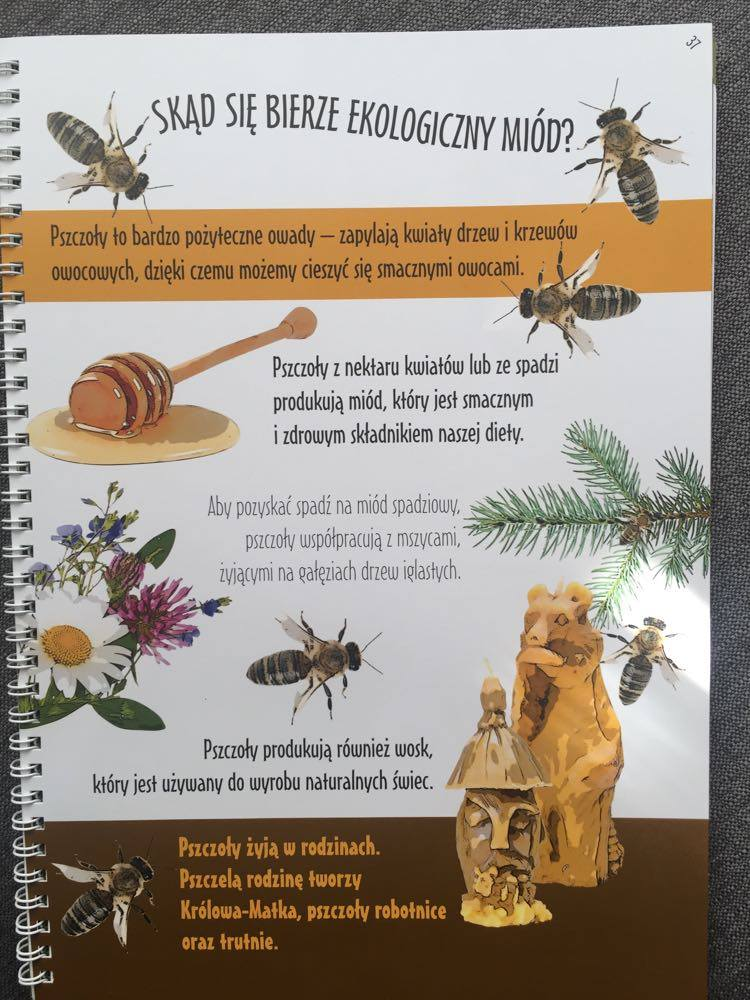 37
SKĄD SIĘ BIERZE EKOLOGICZNY MIÓD?
Pszczoły to bardzo pożyteczne owady – zapylają kwiaty drzew i krzewów
owocowych, dzięki czemu możemy cieszyć się smacznymi owocami.
Pszczoły z nektaru kwiatów lub ze spadzi
produkują miód, który jest smacznym
i zdrowym składnikiem naszej diety.
Aby pozyskać spadź na miód spadziowy,
pszczoły współpracują z mszycami,
żyjącymi na gałęziach drzew iglastych.
Pszczoły produkują również wosk,
który jest używany do wyrobu naturalnych świec.
Pszczoły żyją w rodzinach.
Pszczelą rodzinę tworzy
Królowa-Matka, pszczoły robotnice
oraz trutnie.